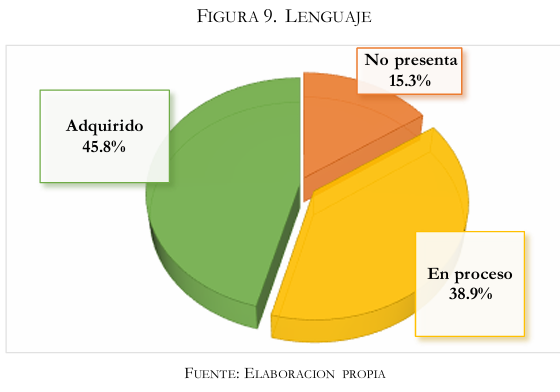 FIGURA 9. LENGUAJE
No presenta
15.3%
Adquirido
45.8%
En proceso
38.9%
FUENTE: ELABORACION PROPIA